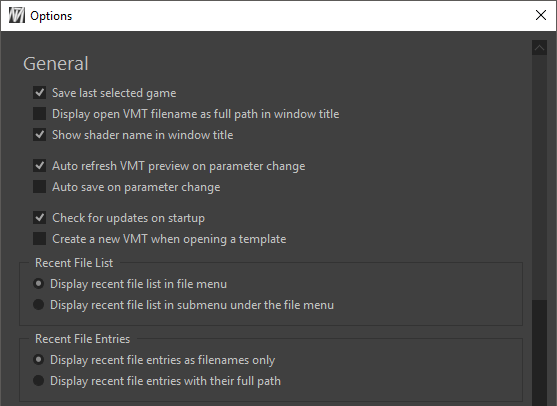 Options
General
Save last selected game
Display open VMT filename as full path in window title
Show shader name in window title
Auto refresh VMT preview on parameter change
Auto save on parameter change
Check for updates on startup
Create a new VMT when opening a template
Recent File List
Display recent file list in file menu
Display recent file list in submenu under the file menu
Recent File Entries
Display recent file entries as filenames only
Display recent file entries with their full path